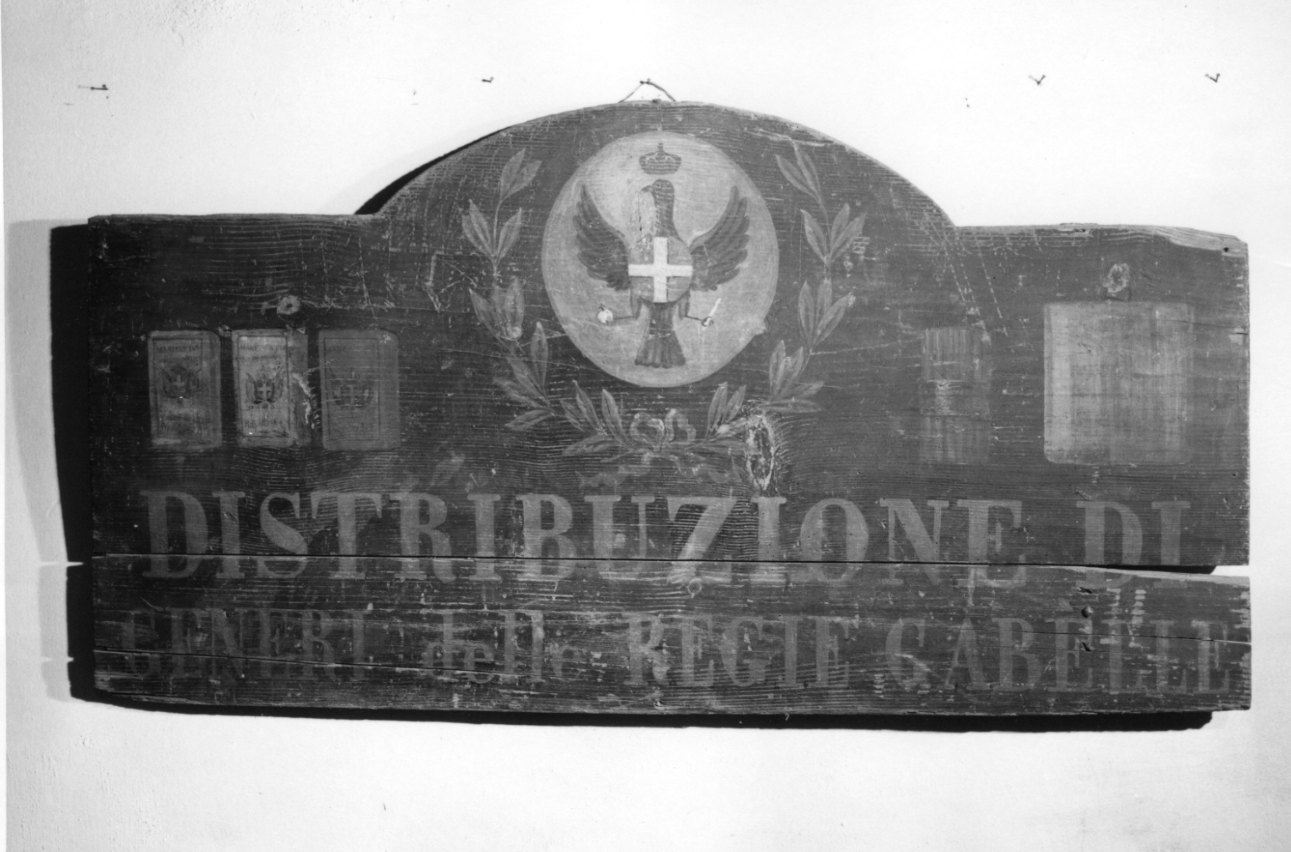 DISTRIBUZIONE DI
GENERI delle REGIE GABELLE